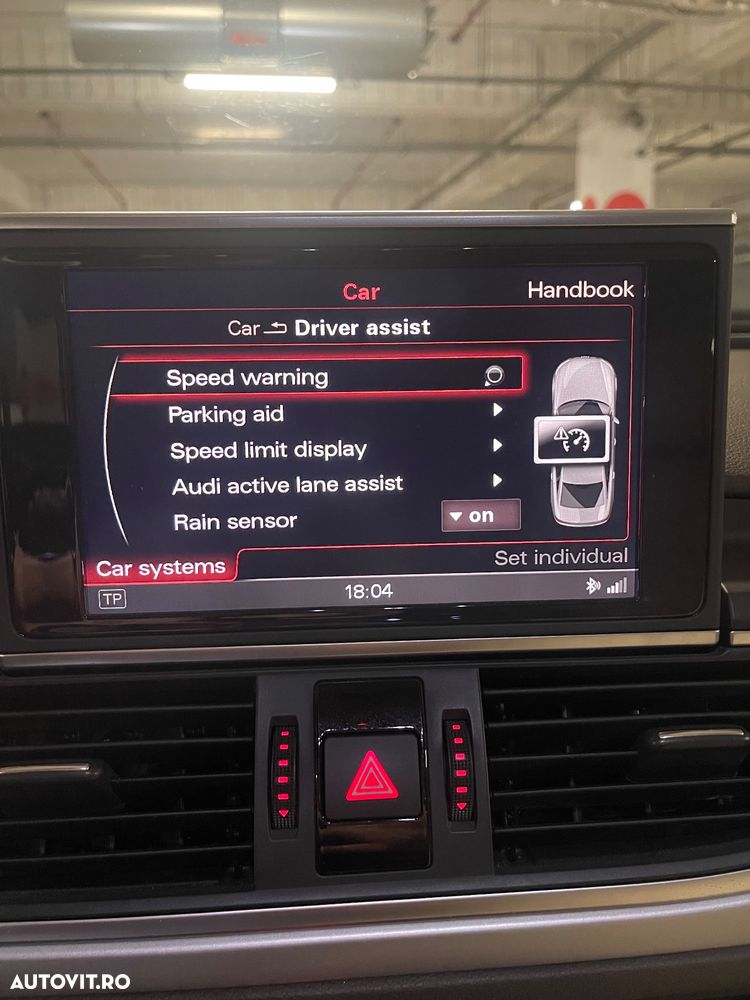 Car
Handbook
Car Driver assist
Speed warning
Parking aid
Speed limit display
Audi active lane assist
Rain sensor on
Set individual
Car systems
TP 18:04
AUTOVIT.RO